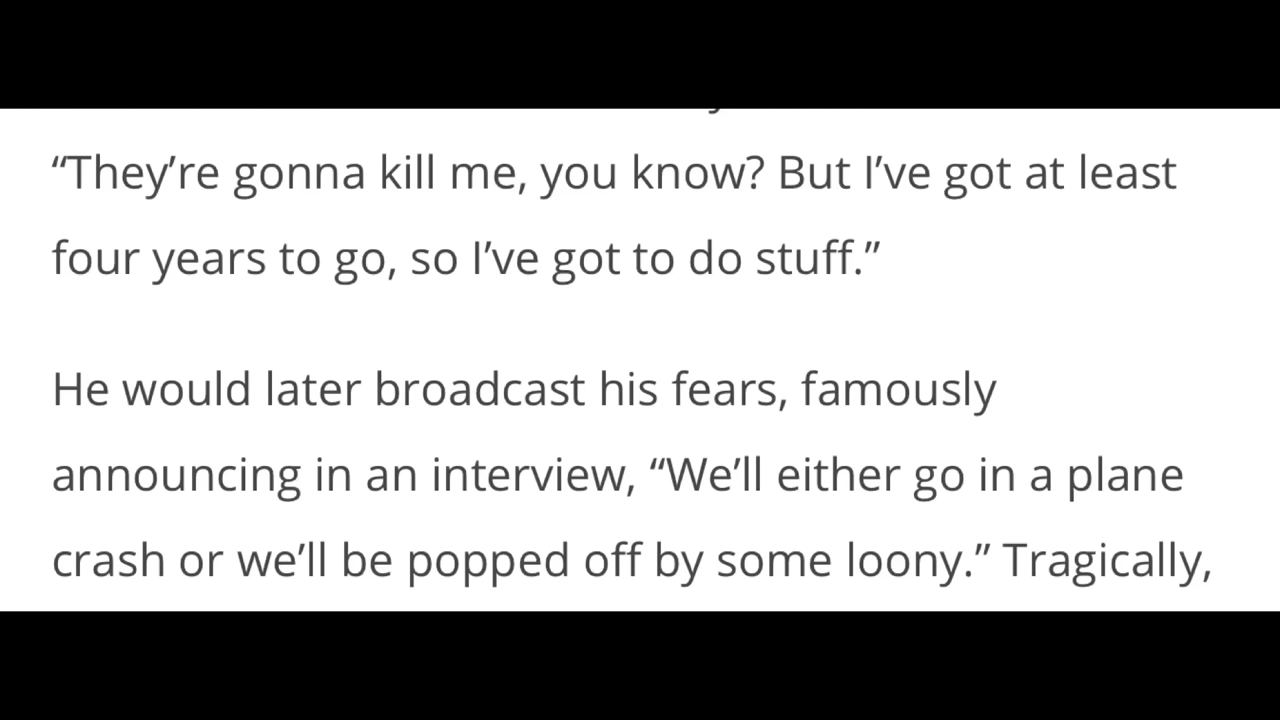 “They’re gonna kill me, you know? But I’ve got at least
four years to go, so I’ve got to do stuff.”
He would later broadcast his fears, famously
announcing in an interview, “We’ll either go in a plane
crash or we’ll be popped off by some loony.” Tragically,